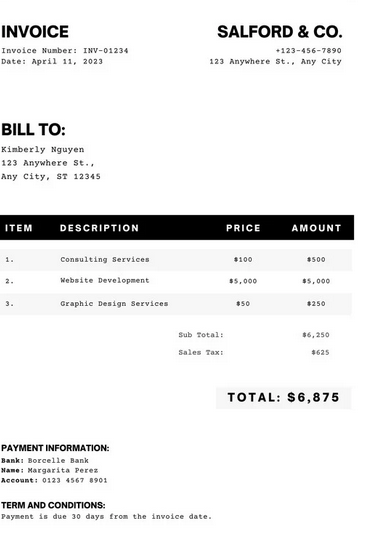 INVOICE
SALFORD & CO.
Invoice Number: INV-01234
+123-456-7890
Date: April 11, 2023
123 Anywhere St., Any City
BILL TO:
Kimberly Nguyen
123 Anywhere St.,
Any City, ST 12345
ITEM DESCRIPTION PRICE AMOUNT
1. Consulting Services $100 $500
2. Website Development $5,000 $5,000
3. Graphic Design Services $50 $250
Sub Total: $6,250
Sales Tax: $625
TOTAL: $6,875
PAYMENT INFORMATION:
Bank: Borcelle Bank
Name: Margarita Perez
Account: 0123 4567 8901
TERM AND CONDITIONS:
Payment is due 30 days from the invoice date.